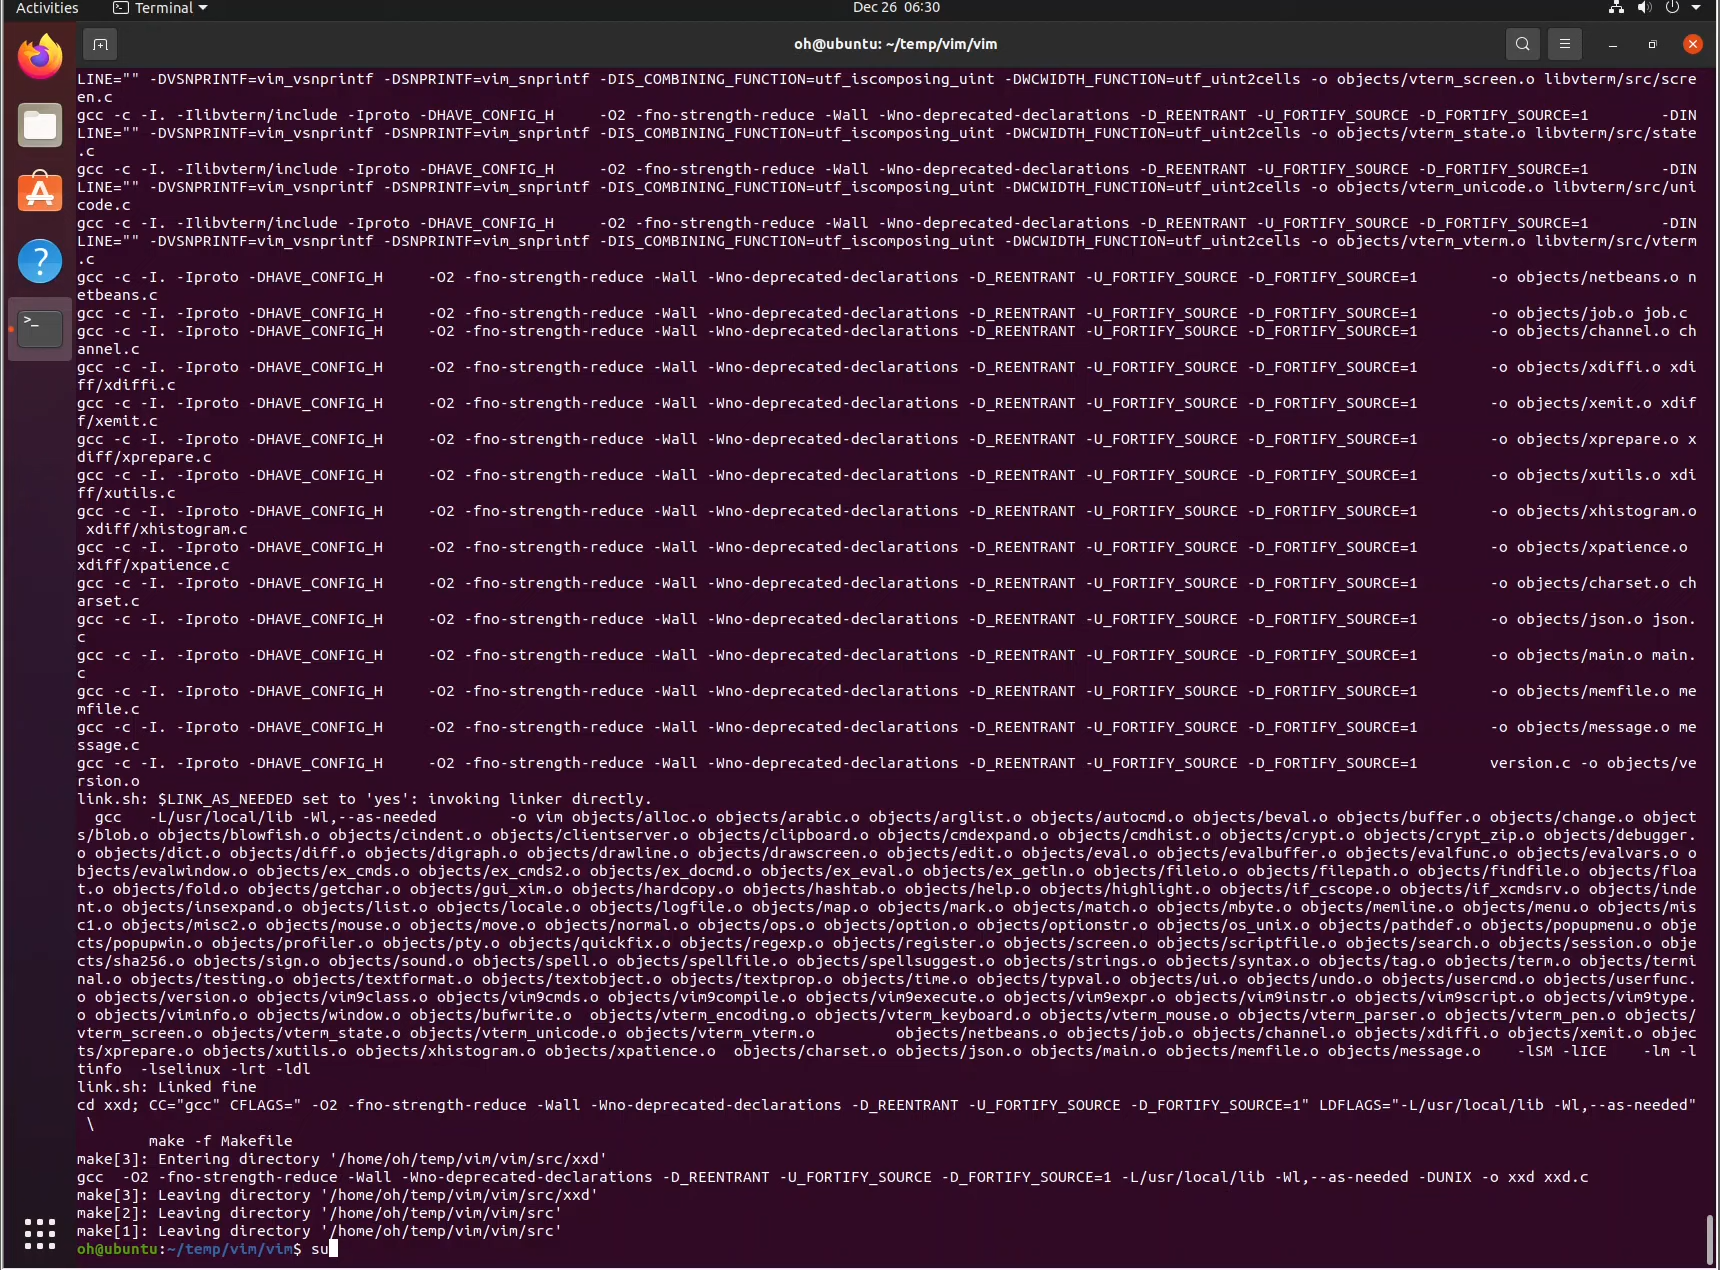 Activities
Terminal
Dec 26 06:30
oh@ubuntu: ~/temp/vim/vim
LINE="" -DVSNPRINTF=vim_vsnprintf -DSNPRINTF=vim_snprintf -DIS_COMBINING_FUNCTION=utf_iscomposing_uint -DWCWIDTH_FUNCTION=utf_uint2cells -o objects/vterm_screen.o libvterm/src/scre
en.c
gcc -c -I. -Ilibvterm/include -Iproto -DHAVE_CONFIG_H     -O2 -fno-strength-reduce -Wall -Wno-deprecated-declarations -D_REENTRANT -U_FORTIFY_SOURCE -D_FORTIFY_SOURCE=1        -DIN
LINE="" -DVSNPRINTF=vim_vsnprintf -DSNPRINTF=vim_snprintf -DIS_COMBINING_FUNCTION=utf_iscomposing_uint -DWCWIDTH_FUNCTION=utf_uint2cells -o objects/vterm_state.o libvterm/src/state
.c
gcc -c -I. -Ilibvterm/include -Iproto -DHAVE_CONFIG_H     -O2 -fno-strength-reduce -Wall -Wno-deprecated-declarations -D_REENTRANT -U_FORTIFY_SOURCE -D_FORTIFY_SOURCE=1        -DIN
LINE="" -DVSNPRINTF=vim_vsnprintf -DSNPRINTF=vim_snprintf -DIS_COMBINING_FUNCTION=utf_iscomposing_uint -DWCWIDTH_FUNCTION=utf_uint2cells -o objects/vterm_unicode.o libvterm/src/uni
code.c
gcc -c -I. -Ilibvterm/include -Iproto -DHAVE_CONFIG_H     -O2 -fno-strength-reduce -Wall -Wno-deprecated-declarations -D_REENTRANT -U_FORTIFY_SOURCE -D_FORTIFY_SOURCE=1        -DIN
LINE="" -DVSNPRINTF=vim_vsnprintf -DSNPRINTF=vim_snprintf -DIS_COMBINING_FUNCTION=utf_iscomposing_uint -DWCWIDTH_FUNCTION=utf_uint2cells -o objects/vterm_vterm.o libvterm/src/vterm
.c
gcc -c -I. -Iproto -DHAVE_CONFIG_H     -O2 -fno-strength-reduce -Wall -Wno-deprecated-declarations -D_REENTRANT -U_FORTIFY_SOURCE -D_FORTIFY_SOURCE=1        -o objects/netbeans.o n
etbeans.c
gcc -c -I. -Iproto -DHAVE_CONFIG_H     -O2 -fno-strength-reduce -Wall -Wno-deprecated-declarations -D_REENTRANT -U_FORTIFY_SOURCE -D_FORTIFY_SOURCE=1        -o objects/job.o job.c
gcc -c -I. -Iproto -DHAVE_CONFIG_H     -O2 -fno-strength-reduce -Wall -Wno-deprecated-declarations -D_REENTRANT -U_FORTIFY_SOURCE -D_FORTIFY_SOURCE=1        -o objects/channel.o ch
annel.c
gcc -c -I. -Iproto -DHAVE_CONFIG_H     -O2 -fno-strength-reduce -Wall -Wno-deprecated-declarations -D_REENTRANT -U_FORTIFY_SOURCE -D_FORTIFY_SOURCE=1        -o objects/xdiffi.o xdi
ff/xdiffi.c
gcc -c -I. -Iproto -DHAVE_CONFIG_H     -O2 -fno-strength-reduce -Wall -Wno-deprecated-declarations -D_REENTRANT -U_FORTIFY_SOURCE -D_FORTIFY_SOURCE=1        -o objects/xemit.o xdif
f/xemit.c
gcc -c -I. -Iproto -DHAVE_CONFIG_H     -O2 -fno-strength-reduce -Wall -Wno-deprecated-declarations -D_REENTRANT -U_FORTIFY_SOURCE -D_FORTIFY_SOURCE=1        -o objects/xprepare.o x
diff/xprepare.c
gcc -c -I. -Iproto -DHAVE_CONFIG_H     -O2 -fno-strength-reduce -Wall -Wno-deprecated-declarations -D_REENTRANT -U_FORTIFY_SOURCE -D_FORTIFY_SOURCE=1        -o objects/xutils.o xdi
ff/xutils.c
gcc -c -I. -Iproto -DHAVE_CONFIG_H     -O2 -fno-strength-reduce -Wall -Wno-deprecated-declarations -D_REENTRANT -U_FORTIFY_SOURCE -D_FORTIFY_SOURCE=1        -o objects/xhistogram.o
 xdiff/xhistogram.c
gcc -c -I. -Iproto -DHAVE_CONFIG_H     -O2 -fno-strength-reduce -Wall -Wno-deprecated-declarations -D_REENTRANT -U_FORTIFY_SOURCE -D_FORTIFY_SOURCE=1        -o objects/xpatience.o
xdiff/xpatience.c
gcc -c -I. -Iproto -DHAVE_CONFIG_H     -O2 -fno-strength-reduce -Wall -Wno-deprecated-declarations -D_REENTRANT -U_FORTIFY_SOURCE -D_FORTIFY_SOURCE=1        -o objects/charset.o ch
arset.c
gcc -c -I. -Iproto -DHAVE_CONFIG_H     -O2 -fno-strength-reduce -Wall -Wno-deprecated-declarations -D_REENTRANT -U_FORTIFY_SOURCE -D_FORTIFY_SOURCE=1        -o objects/json.o json.
c
gcc -c -I. -Iproto -DHAVE_CONFIG_H     -O2 -fno-strength-reduce -Wall -Wno-deprecated-declarations -D_REENTRANT -U_FORTIFY_SOURCE -D_FORTIFY_SOURCE=1        -o objects/main.o main.
c
gcc -c -I. -Iproto -DHAVE_CONFIG_H     -O2 -fno-strength-reduce -Wall -Wno-deprecated-declarations -D_REENTRANT -U_FORTIFY_SOURCE -D_FORTIFY_SOURCE=1        -o objects/memfile.o me
mfile.c
gcc -c -I. -Iproto -DHAVE_CONFIG_H     -O2 -fno-strength-reduce -Wall -Wno-deprecated-declarations -D_REENTRANT -U_FORTIFY_SOURCE -D_FORTIFY_SOURCE=1        -o objects/message.o me
ssage.c
gcc -c -I. -Iproto -DHAVE_CONFIG_H     -O2 -fno-strength-reduce -Wall -Wno-deprecated-declarations -D_REENTRANT -U_FORTIFY_SOURCE -D_FORTIFY_SOURCE=1        version.c -o objects/ve
rsion.o
link.sh: $LINK_AS_NEEDED set to 'yes': invoking linker directly.
  gcc   -L/usr/local/lib -Wl,--as-needed        -o vim objects/alloc.o objects/arabic.o objects/arglist.o objects/autocmd.o objects/beval.o objects/buffer.o objects/change.o object
s/blob.o objects/blowfish.o objects/cindent.o objects/clientserver.o objects/clipboard.o objects/cmdexpand.o objects/cmdhist.o objects/crypt.o objects/crypt_zip.o objects/debugger.
o objects/dict.o objects/diff.o objects/digraph.o objects/drawline.o objects/drawscreen.o objects/edit.o objects/eval.o objects/evalbuffer.o objects/evalfunc.o objects/evalvars.o o
bjects/evalwindow.o objects/ex_cmds.o objects/ex_cmds2.o objects/ex_docmd.o objects/ex_eval.o objects/ex_getln.o objects/fileio.o objects/filepath.o objects/findfile.o objects/floa
t.o objects/fold.o objects/getchar.o objects/gui_xim.o objects/hardcopy.o objects/hashtab.o objects/help.o objects/highlight.o objects/if_cscope.o objects/if_xcmdsrv.o objects/inde
nt.o objects/insexpand.o objects/list.o objects/locale.o objects/logfile.o objects/map.o objects/mark.o objects/match.o objects/mbyte.o objects/memline.o objects/menu.o objects/mis
c1.o objects/misc2.o objects/mouse.o objects/move.o objects/normal.o objects/ops.o objects/option.o objects/optionstr.o objects/os_unix.o objects/pathdef.o objects/popupmenu.o obje
cts/popupwin.o objects/profiler.o objects/pty.o objects/quickfix.o objects/regexp.o objects/register.o objects/screen.o objects/scriptfile.o objects/search.o objects/session.o obje
cts/sha256.o objects/sign.o objects/sound.o objects/spell.o objects/spellfile.o objects/spellsuggest.o objects/strings.o objects/syntax.o objects/tag.o objects/term.o objects/termi
nal.o objects/testing.o objects/textformat.o objects/textobject.o objects/textprop.o objects/time.o objects/typval.o objects/ui.o objects/undo.o objects/usercmd.o objects/userfunc.
o objects/version.o objects/vim9class.o objects/vim9cmds.o objects/vim9compile.o objects/vim9execute.o objects/vim9expr.o objects/vim9instr.o objects/vim9script.o objects/vim9type.
o objects/viminfo.o objects/window.o objects/bufwrite.o  objects/vterm_encoding.o objects/vterm_keyboard.o objects/vterm_mouse.o objects/vterm_parser.o objects/vterm_pen.o objects/
vterm_screen.o objects/vterm_state.o objects/vterm_unicode.o objects/vterm_vterm.o         objects/netbeans.o objects/job.o objects/channel.o objects/xdiffi.o objects/xemit.o objec
ts/xprepare.o objects/xutils.o objects/xhistogram.o objects/xpatience.o  objects/charset.o objects/json.o objects/main.o objects/memfile.o objects/message.o    -lSM -lICE    -lm -l
tinfo  -lselinux -lrt -ldl
link.sh: Linked fine
cd xxd; CC="gcc" CFLAGS=" -O2 -fno-strength-reduce -Wall -Wno-deprecated-declarations -D_REENTRANT -U_FORTIFY_SOURCE -D_FORTIFY_SOURCE=1" LDFLAGS="-L/usr/local/lib -Wl,--as-needed"
 \
        make -f Makefile
make[3]: Entering directory '/home/oh/temp/vim/vim/src/xxd'
gcc  -O2 -fno-strength-reduce -Wall -Wno-deprecated-declarations -D_REENTRANT -U_FORTIFY_SOURCE -D_FORTIFY_SOURCE=1 -L/usr/local/lib -Wl,--as-needed -DUNIX -o xxd xxd.c
make[3]: Leaving directory '/home/oh/temp/vim/vim/src/xxd'
make[2]: Leaving directory '/home/oh/temp/vim/vim/src'
make[1]: Leaving directory '/home/oh/temp/vim/vim/src'
oh@ubuntu:~/temp/vim/vim$ su